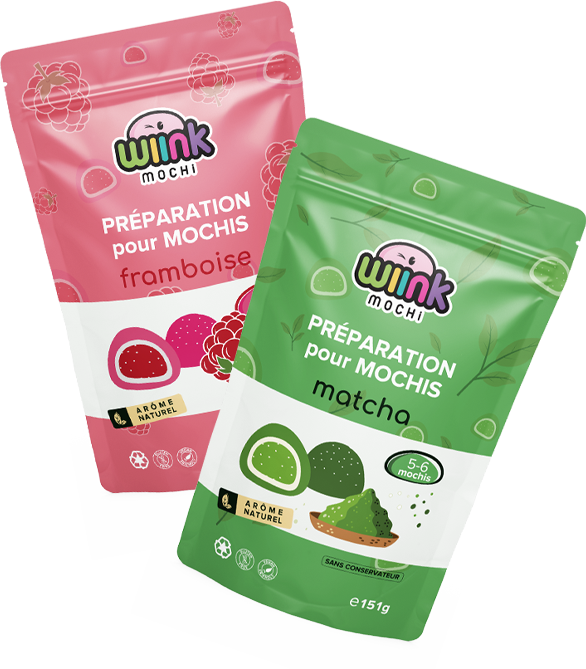 wiink
MOCHI
PRÉPARATION
pour MOCHIS
framboise
ARÔME
NATUREL
wiink
MOCHI
PRÉPARATION
pour MOCHIS
matcha
5-6
mochis
ARÔME
NATUREL
SANS CONSERVATEUR
e151g